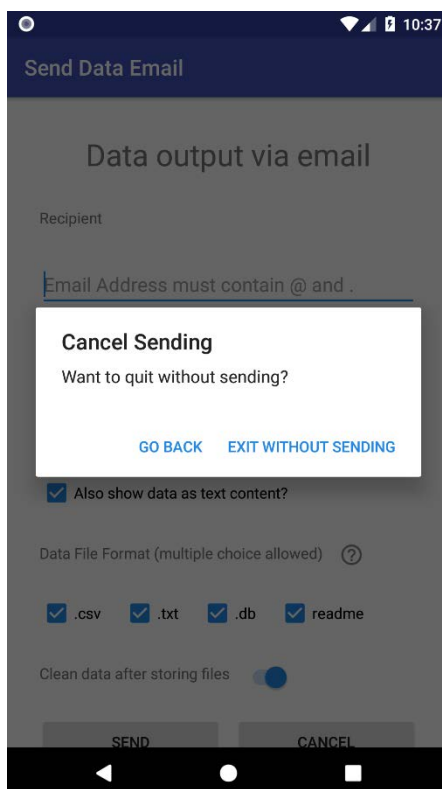 10:37
Send Data Email
Data output via email
Recipient
Email Address must contain @ and .
Cancel Sending
Want to quit without sending?
GO BACK EXIT WITHOUT SENDING
Also show data as text content?
Data File Format (multiple choice allowed) ?
.csv .txt .db readme
Clean data after storing files
SEND CANCEL